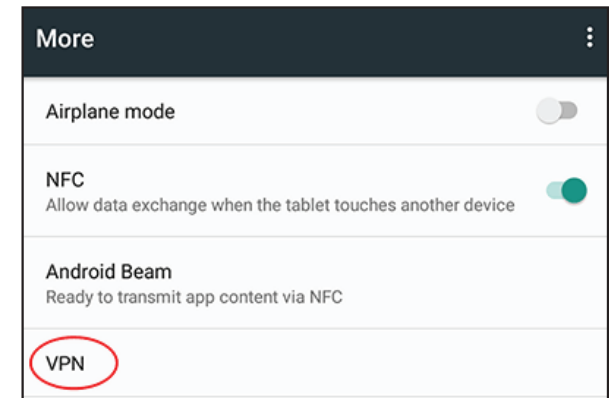 More
Airplane mode
NFC
Allow data exchange when the tablet touches another device
Android Beam
Ready to transmit app content via NFC
VPN